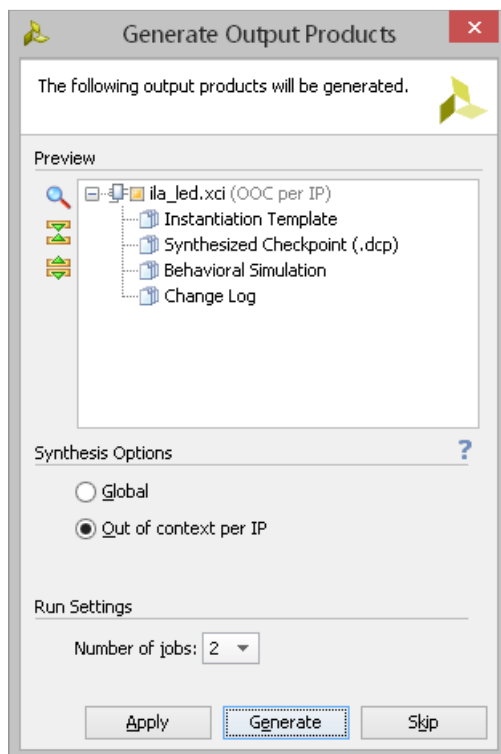 Generate Output Products
The following output products will be generated.
Preview
ila_led.xci (OOC per IP)
Instantiation Template
Synthesized Checkpoint (.dcp)
Behavioral Simulation
Change Log
Synthesis Options
?
Global
Out of context per IP
Run Settings
Number of jobs: 2
Apply Generate Skip